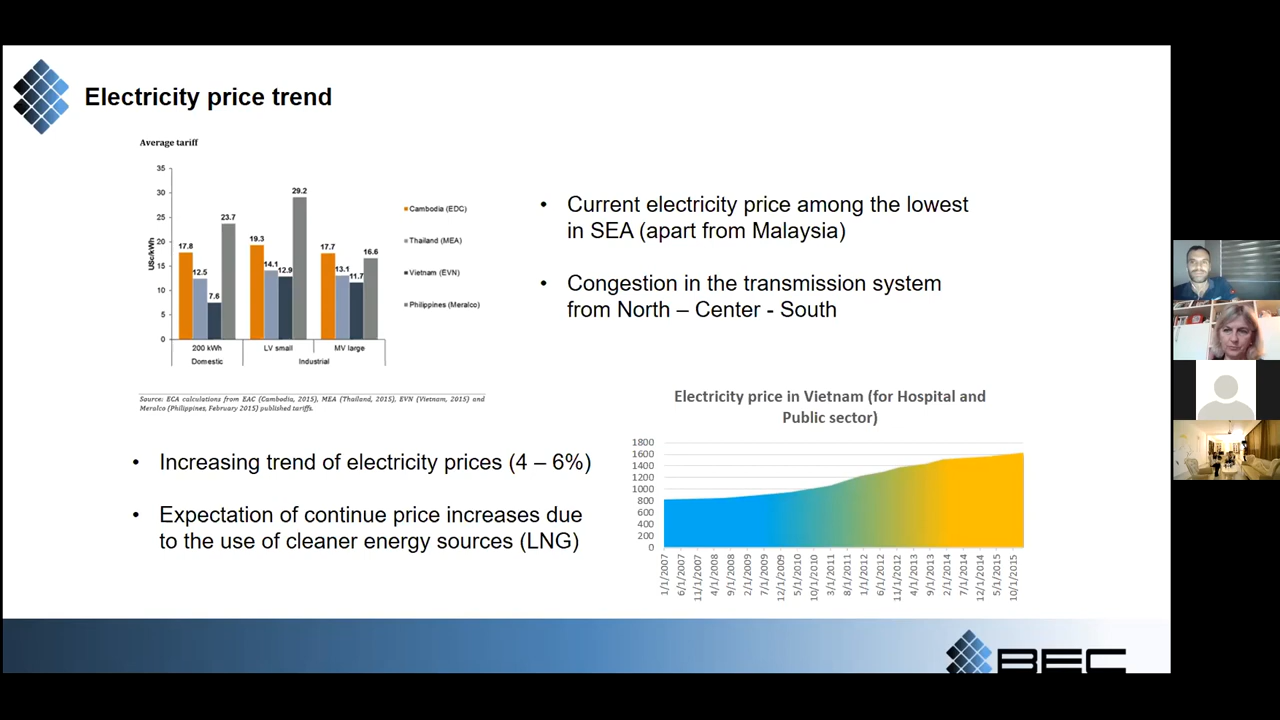 Electricity price trend
Average tariff
35
30
25
20
15
10
5
0
USc/kWh
17.8
12.5
7.6
23.7
19.3
14.1
12.9
29.2
17.7
13.1
11.7
16.6
200 kWh
LV small
MV large
Domestic
Industrial
Cambodia (EDC)
Thailand (MEA)
Vietnam (EVN)
Philippines (Meralco)
Source: ECA calculations from EAC (Cambodia, 2015), MEA (Thailand, 2015), EVN (Vietnam, 2015) and
Meralco (Philippines, February 2015) published tariffs.
• Current electricity price among the lowest
in SEA (apart from Malaysia)
• Congestion in the transmission system
from North – Center - South
• Increasing trend of electricity prices (4 – 6%)
• Expectation of continue price increases due
to the use of cleaner energy sources (LNG)
Electricity price in Vietnam (for Hospital and
Public sector)
1800
1600
1400
1200
1000
800
600
400
200
0
1/1/2007
6/1/2007
11/1/2007
4/1/2008
9/1/2008
2/1/2009
7/1/2009
12/1/2009
5/1/2010
10/1/2010
3/1/2011
8/1/2011
1/1/2012
6/1/2012
11/1/2012
4/1/2013
9/1/2013
2/1/2014
7/1/2014
12/1/2014
5/1/2015
10/1/2015
BEC